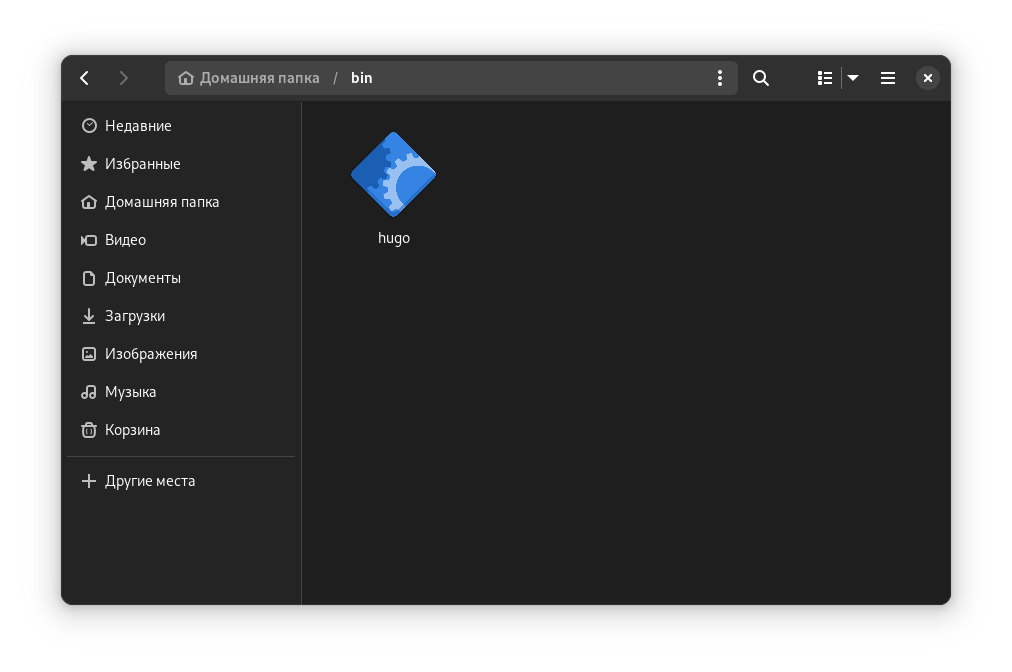 Домашняя папка / bin
Недавние
Избранные
Домашняя папка
Видео
Документы
Загрузки
Изображения
Музыка
Корзина
Другие места
hugo